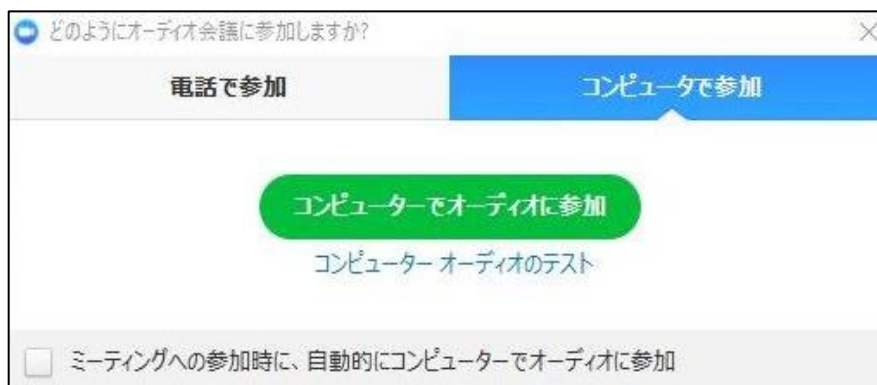 どのようにオーディオ会議に参加しますか?
電話で参加
コンピュータで参加
コンピューターでオーディオに参加
コンピューター オーディオのテスト
ミーティングへの参加時に、自動的にコンピューターでオーディオに参加